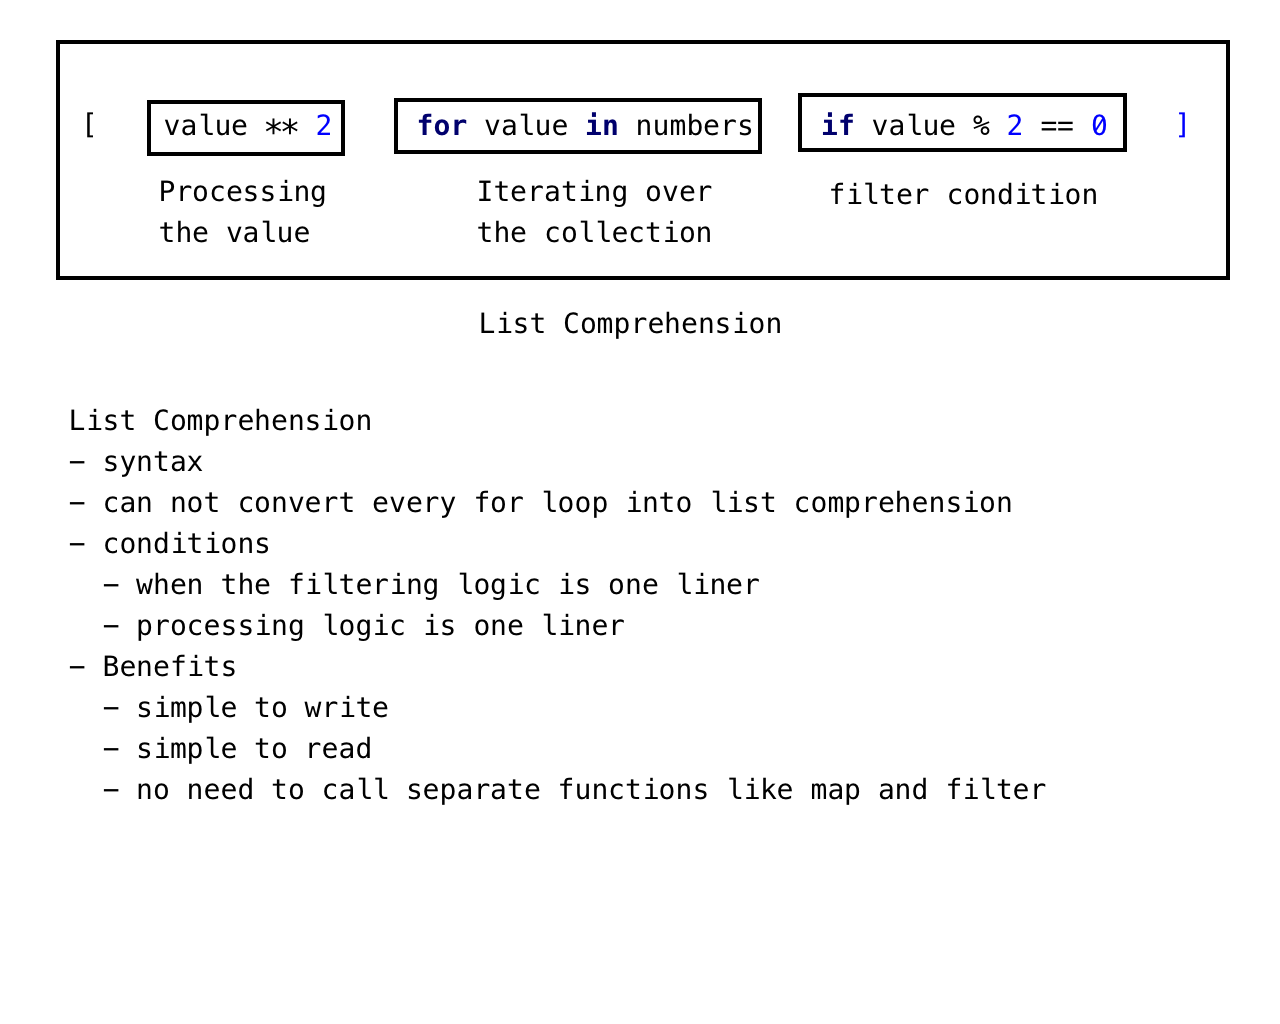 [ value ** 2 for value in numbers if value % 2 == 0 ]
Processing the value
Iterating over the collection
filter condition
List Comprehension
List Comprehension
- syntax
- can not convert every for loop into list comprehension
- conditions
  - when the filtering logic is one liner
  - processing logic is one liner
- Benefits
  - simple to write
  - simple to read
  - no need to call separate functions like map and filter